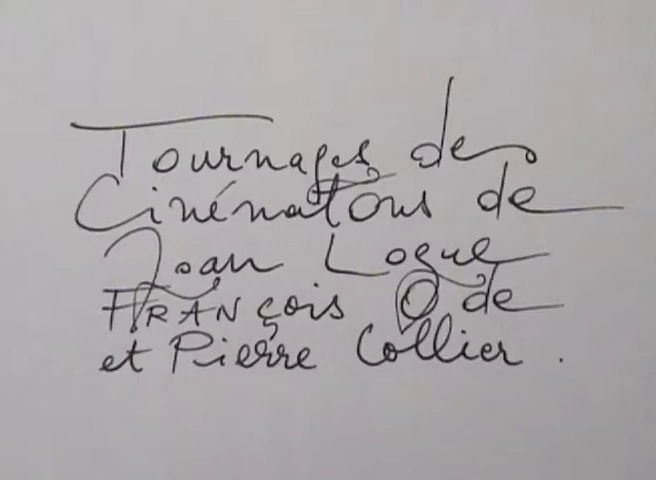 Tournages des
Cinématons de
Joan Logue
FRANçois Ode
et Pierre Collier.